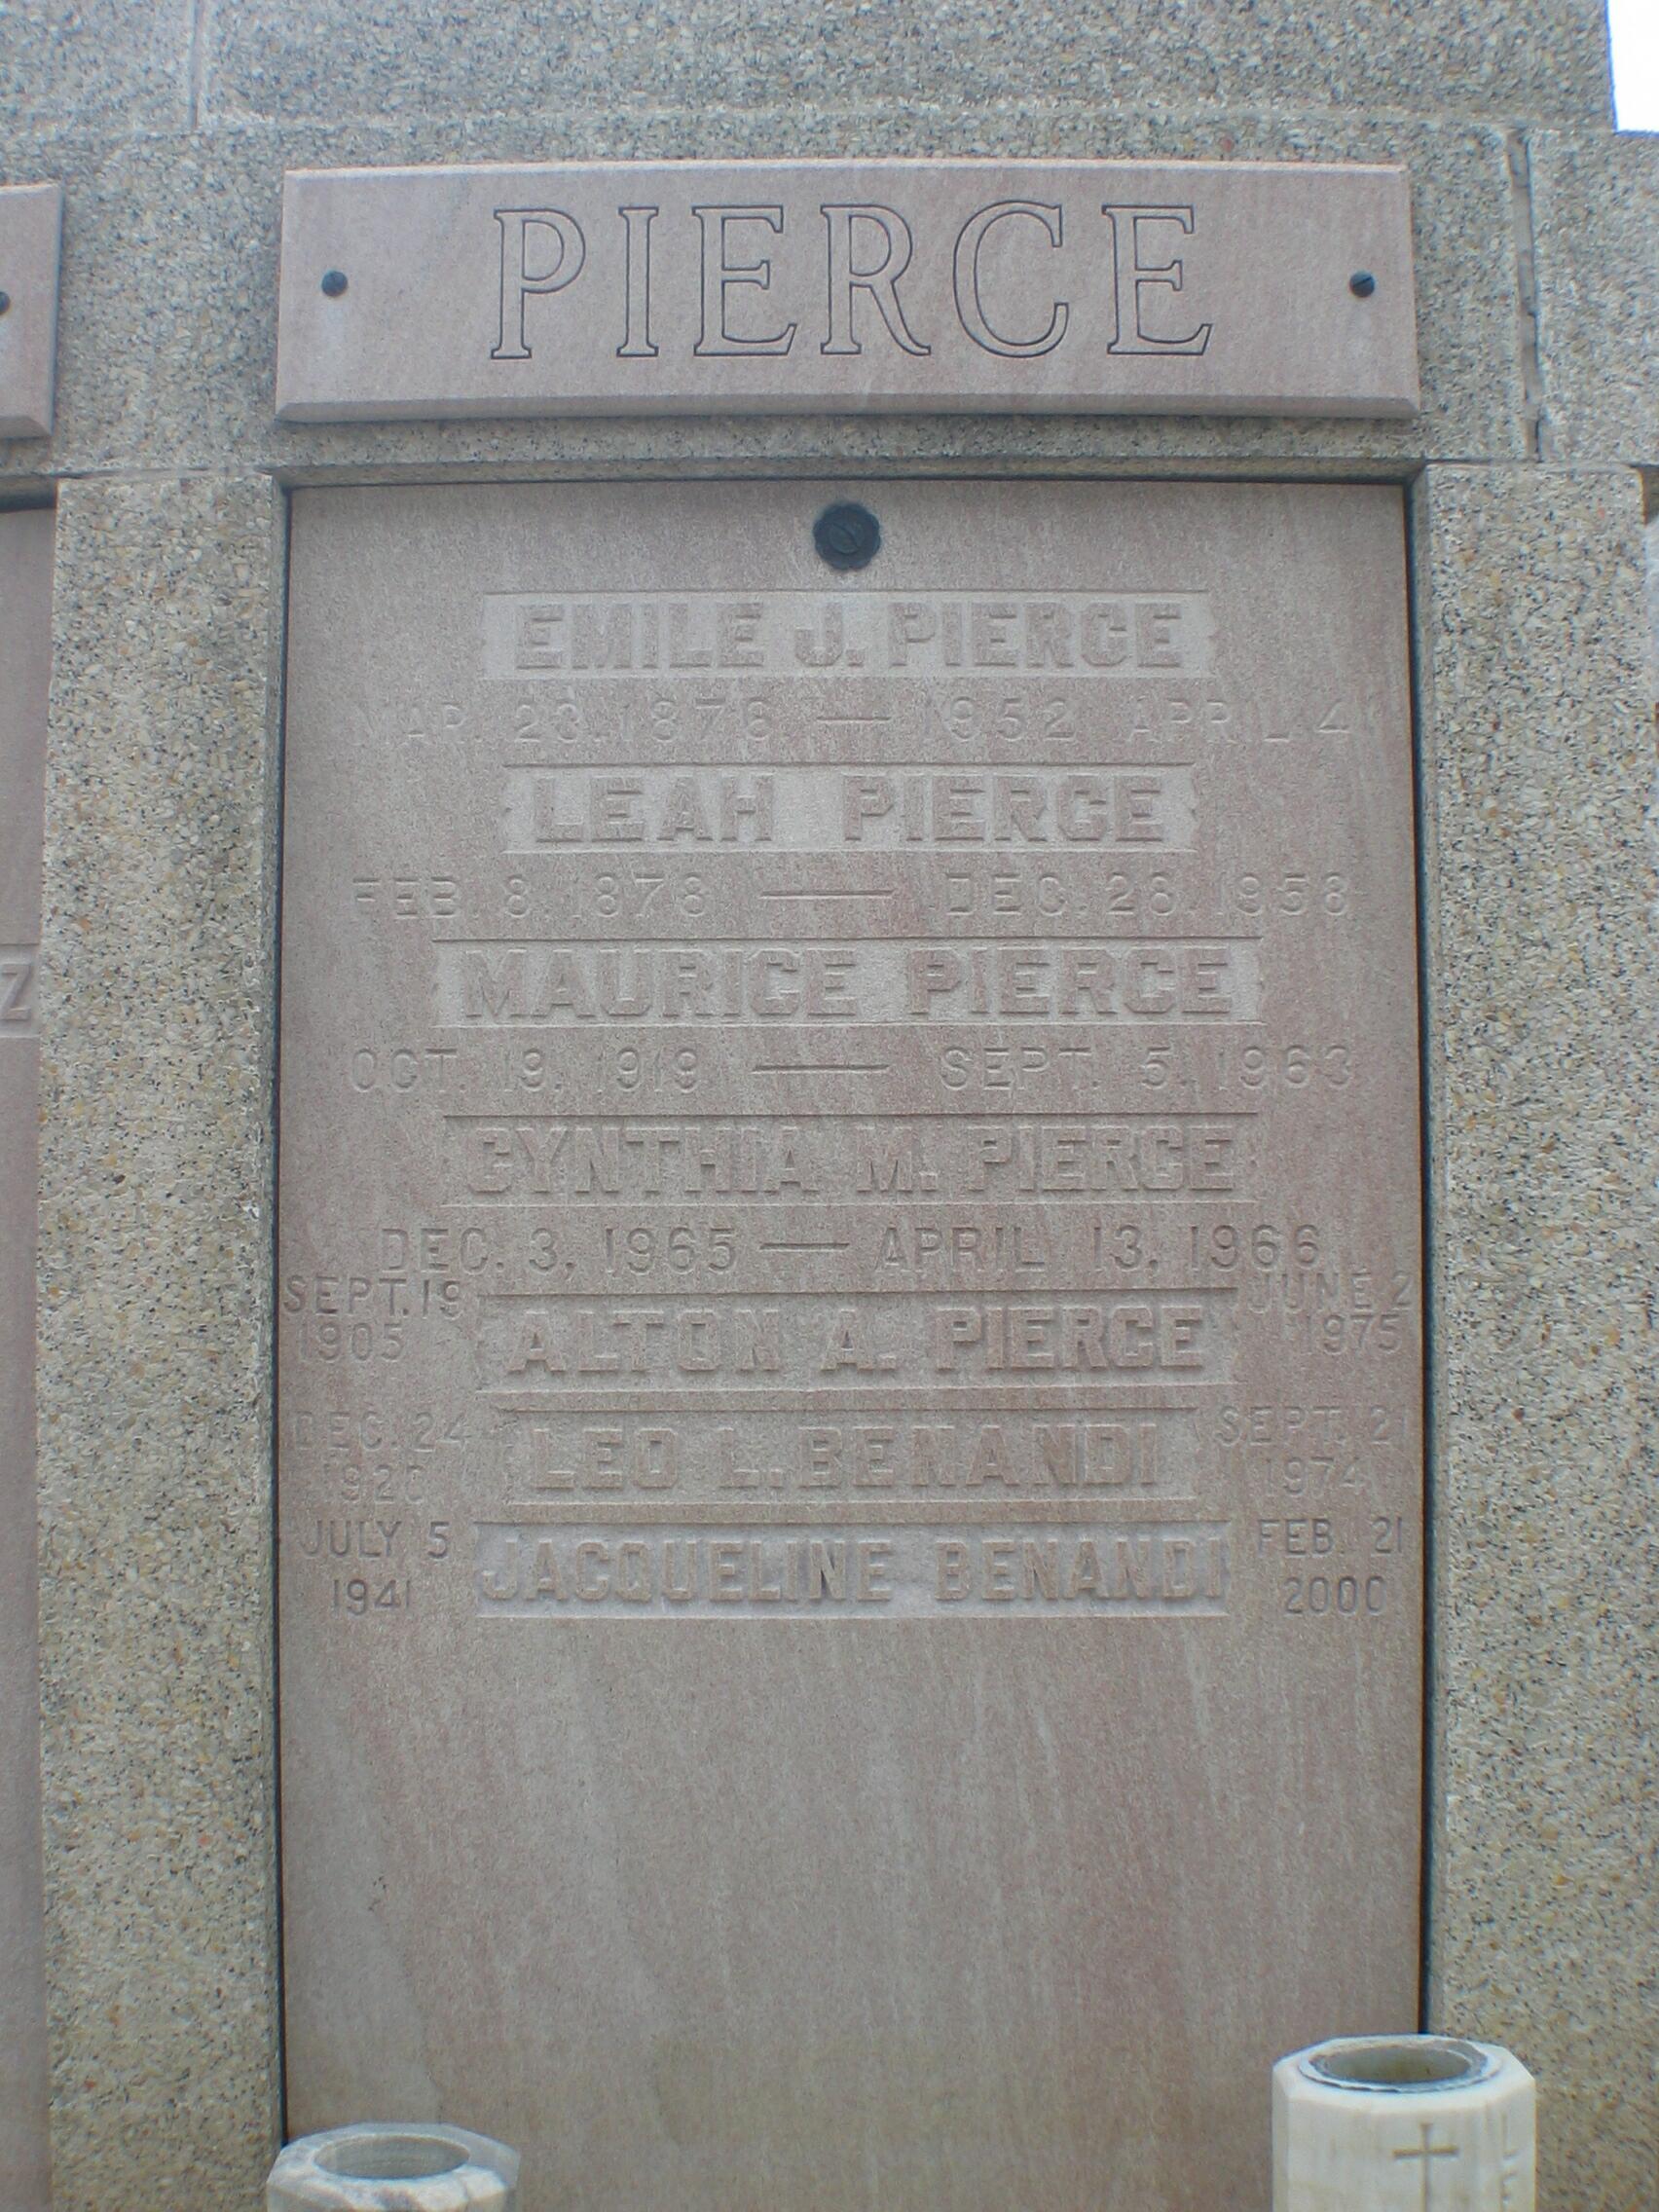 PIERCE
EMILE J. PIERCE
MAR. 23, 1876 — 1952 APRIL 4
LEAH PIERCE
FEB. 8, 1878 — DEC. 28, 1958
MAURICE PIERCE
OCT. 19, 1919 — SEPT. 5, 1963
CYNTHIA M. PIERCE
DEC. 3, 1965 — APRIL 13, 1966
SEPT. 19 1905 ALTON A. PIERCE JUNE 2 1975
DEC. 24 1920 LEO L. BENANDI SEPT. 21 1974
JULY 5 1941 JACQUELINE BENANDI FEB. 21 2000
Z